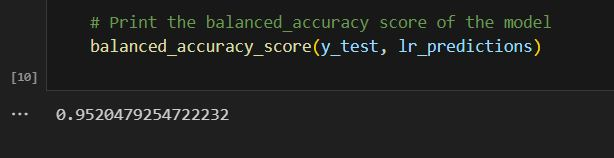 # Print the balanced_accuracy score of the model
balanced_accuracy_score(y_test, lr_predictions)
[10]
... 0.9520479254722232